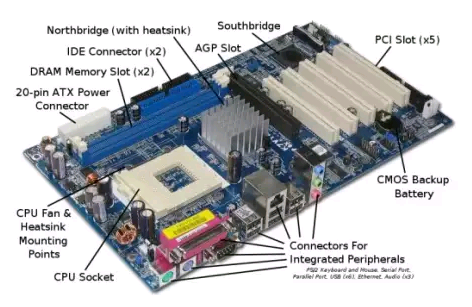 Northbridge (with heatsink)
Southbridge
IDE Connector (x2)
AGP Slot
PCI Slot (x5)
DRAM Memory Slot (x2)
20-pin ATX Power
Connector
CMOS Backup
Battery
CPU Fan &
Heatsink
Mounting
Points
Connectors For
Integrated Peripherals
PS/2 Keyboard and Mouse, Serial Port,
Parallel Port, USB (x6), Ethernet, Audio (x3)
CPU Socket